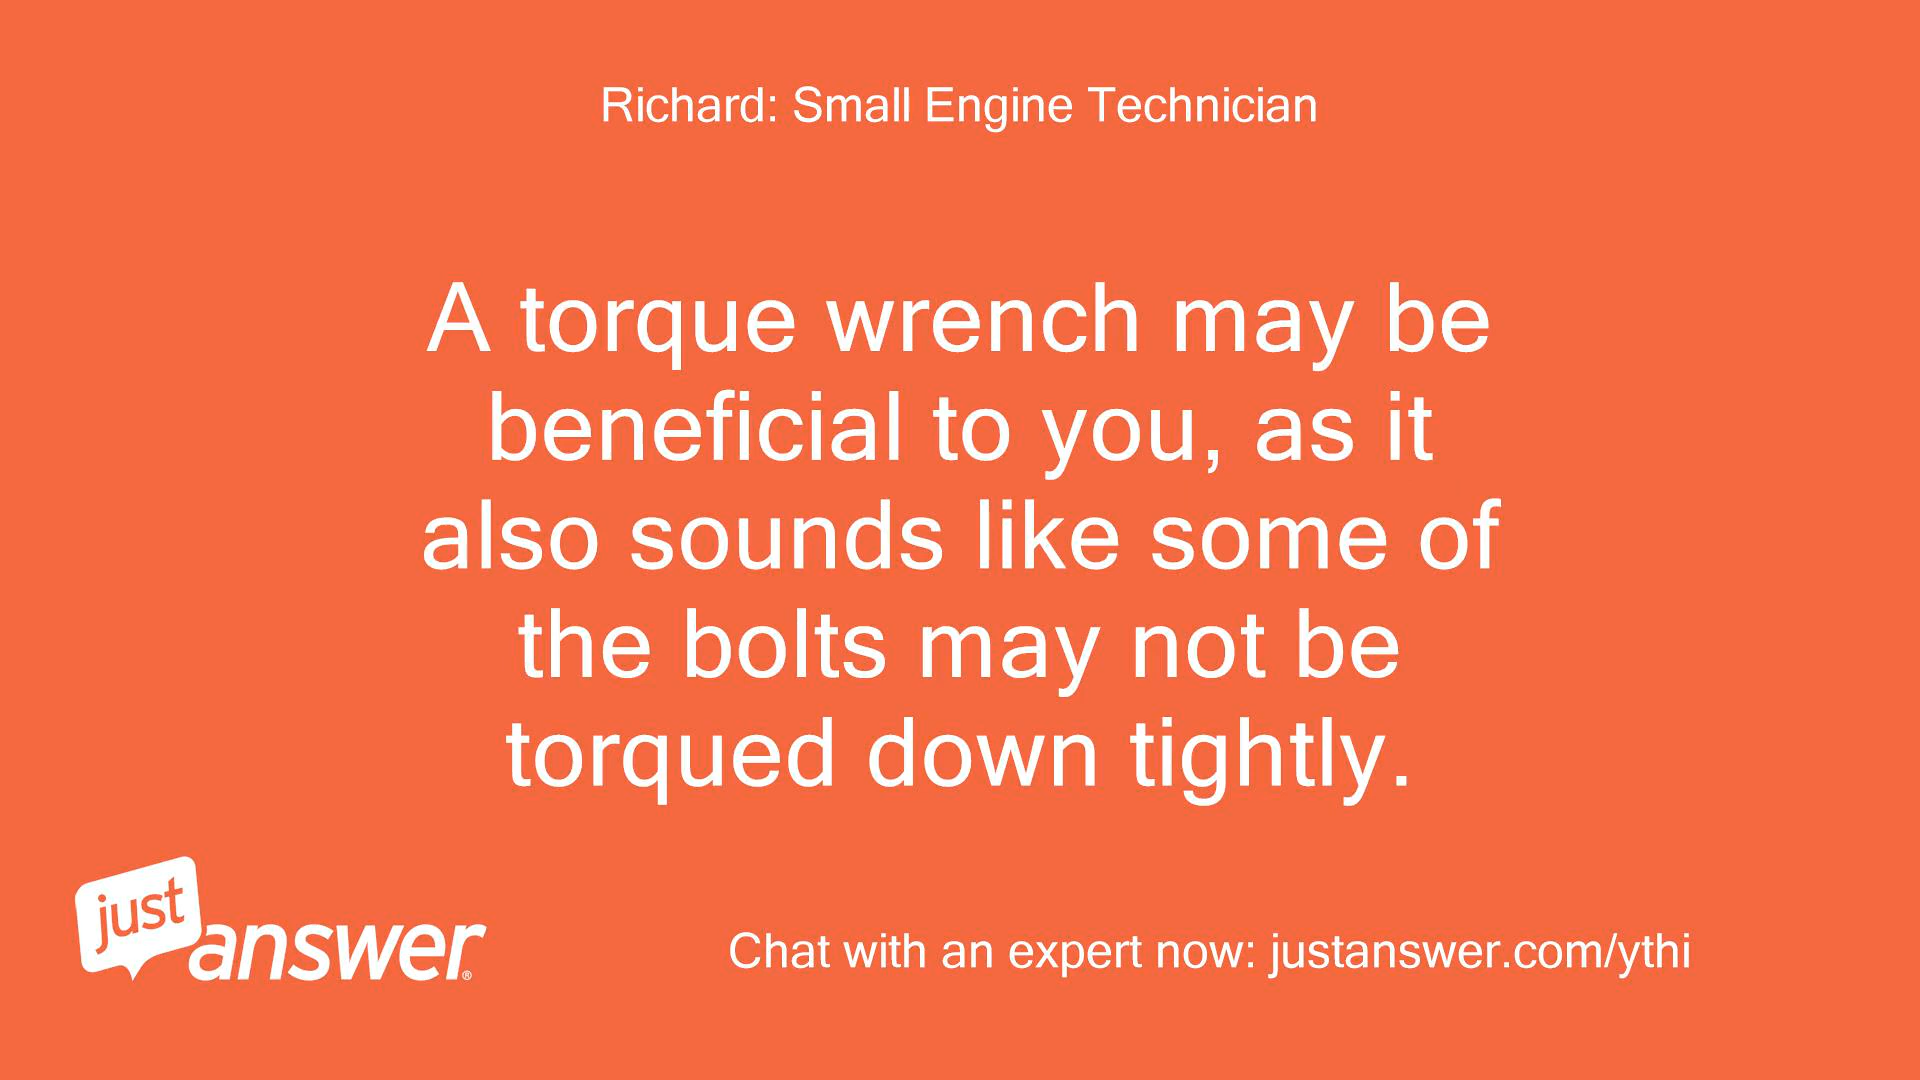 Richard: Small Engine Technician
A torque wrench may be
beneficial to you, as it
also sounds like some of
the bolts may not be
torqued down tightly.
just
answer®
Chat with an expert now: justanswer.com/ythi